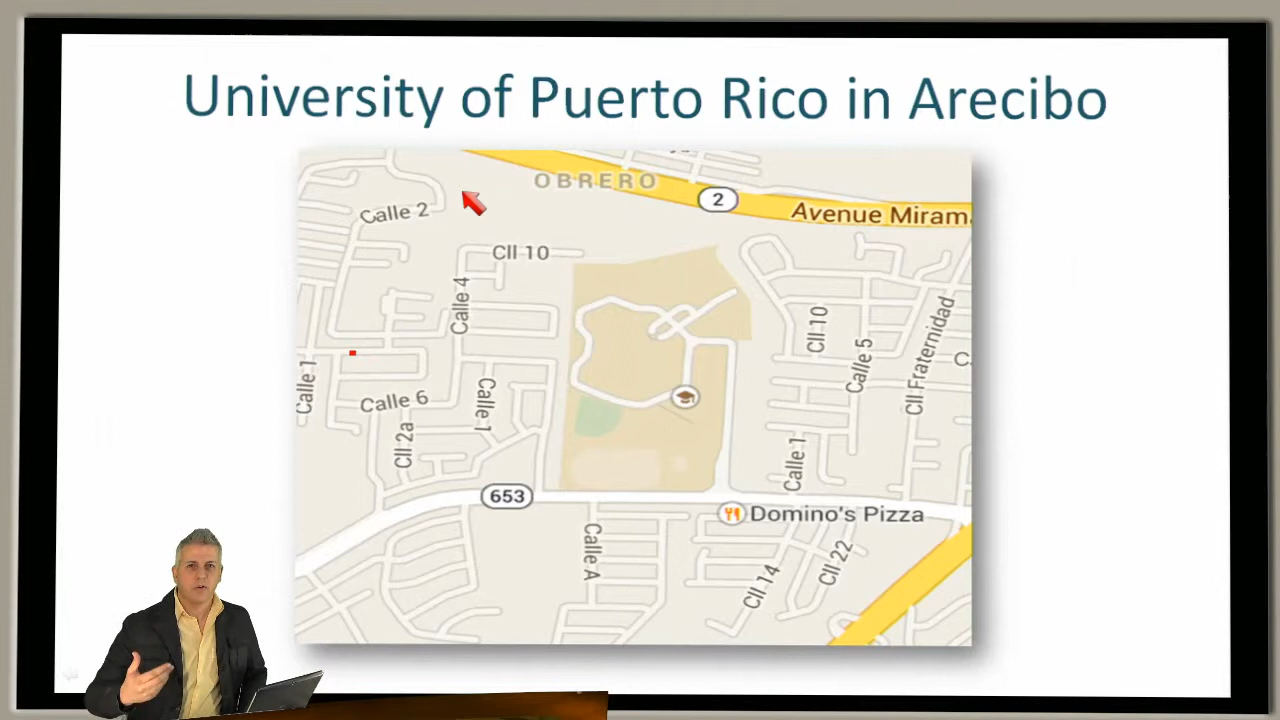 University of Puerto Rico in Arecibo
OBRERO
2
Avenue Miram
Calle 2
Cll 10
Calle 4
Cll 10
Calle 5
Cll Fraternidad
C
Calle 1
Calle 6
Calle 1
Cll 2a
Calle 1
653
Domino's Pizza
Calle A
Cll 14
Cll 22